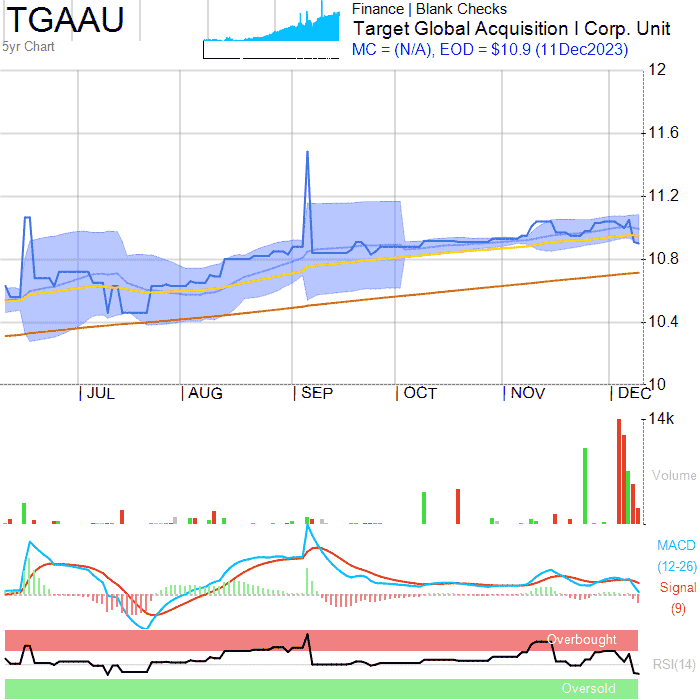 TGAAU
5yr Chart
Finance | Blank Checks
Target Global Acquisition I Corp. Unit
MC = (N/A), EOD = $10.9 (11Dec2023)
12
11.6
11.2
10.8
10.4
10
JUL
AUG
SEP
OCT
NOV
DEC
14k
Volume
MACD
(12-26)
Signal
(9)
Overbought
RSI(14)
Oversold